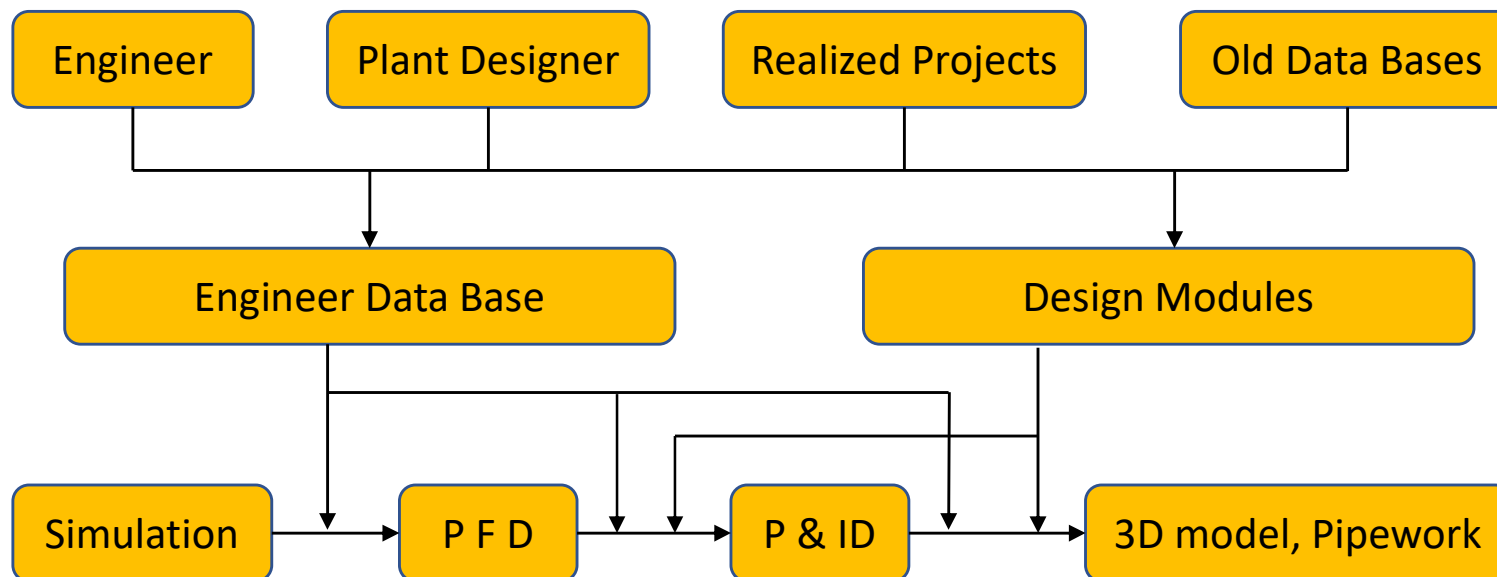 Engineer
Plant Designer
Realized Projects
Old Data Bases
Engineer Data Base
Design Modules
Simulation
P F D
P & ID
3D model, Pipework